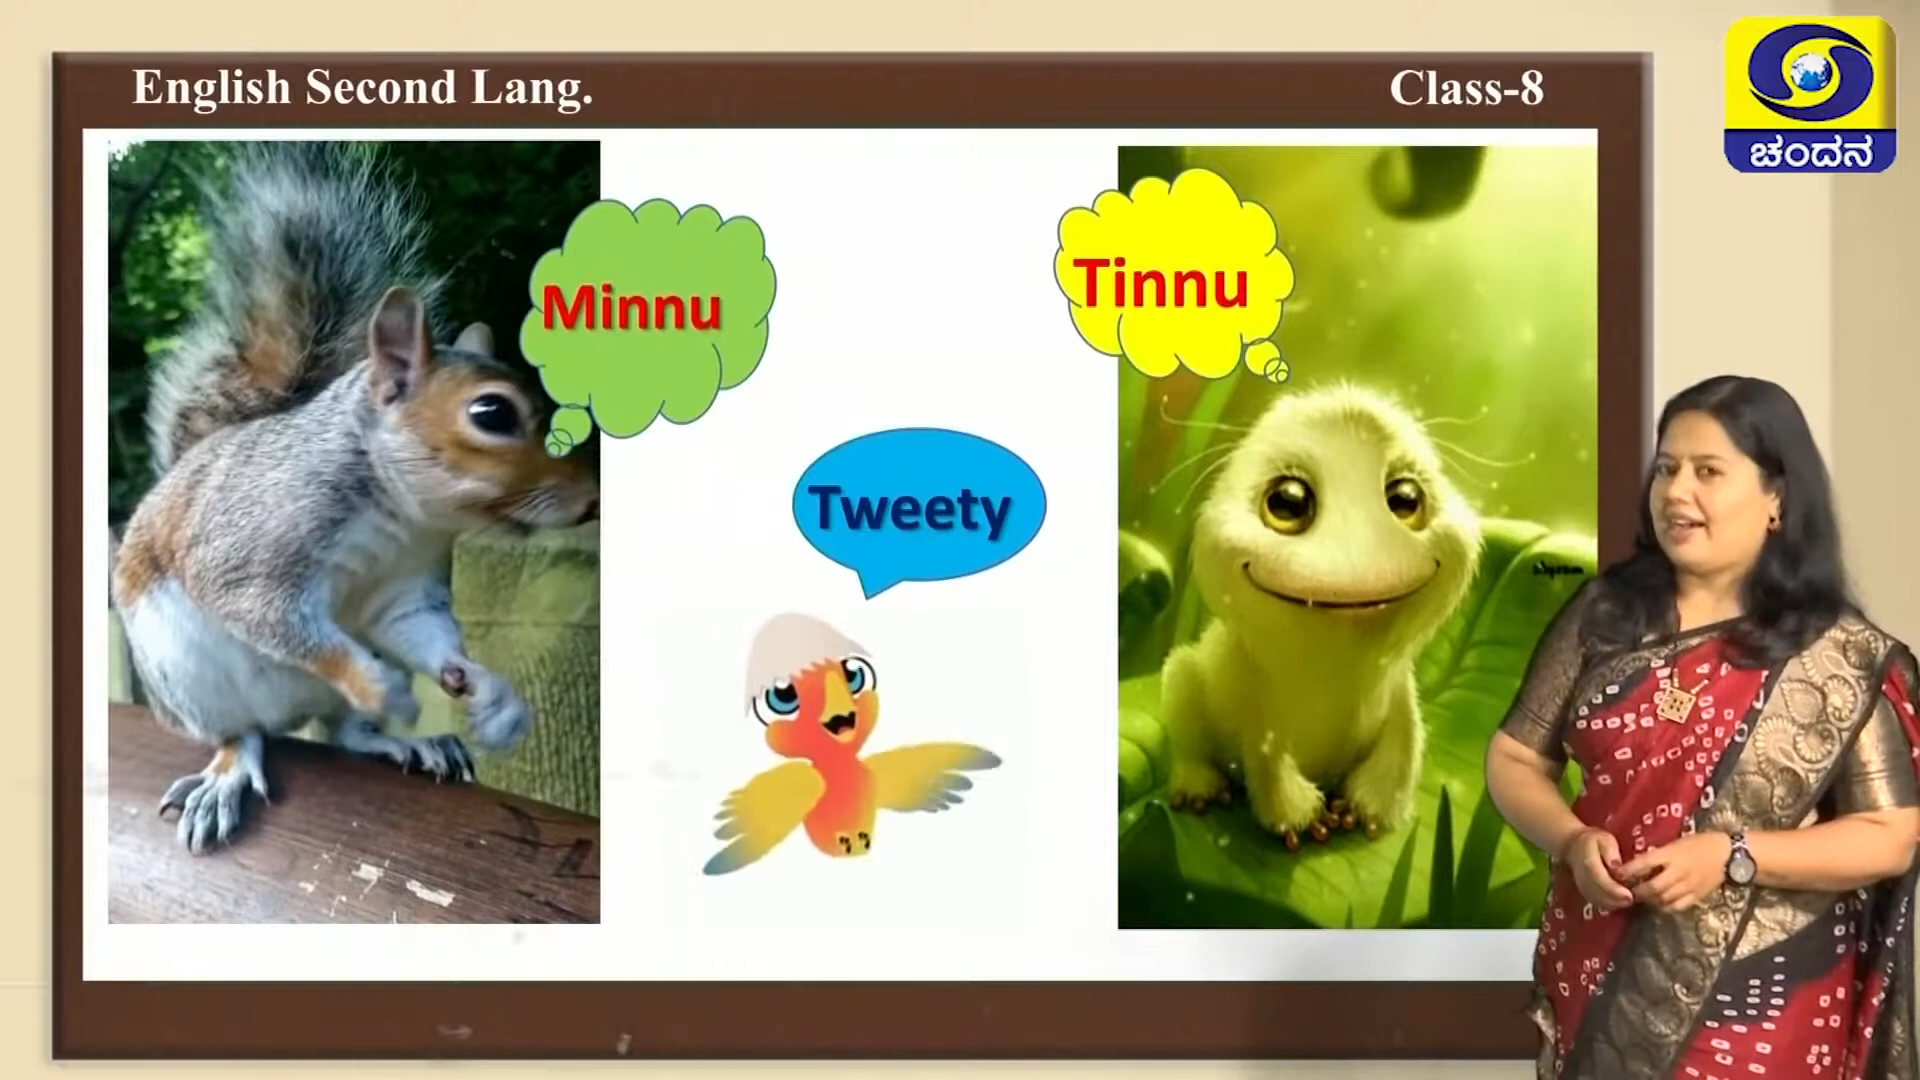 English Second Lang.
Class-8
ಚಂದನ
Minnu
Tinnu
Tweety